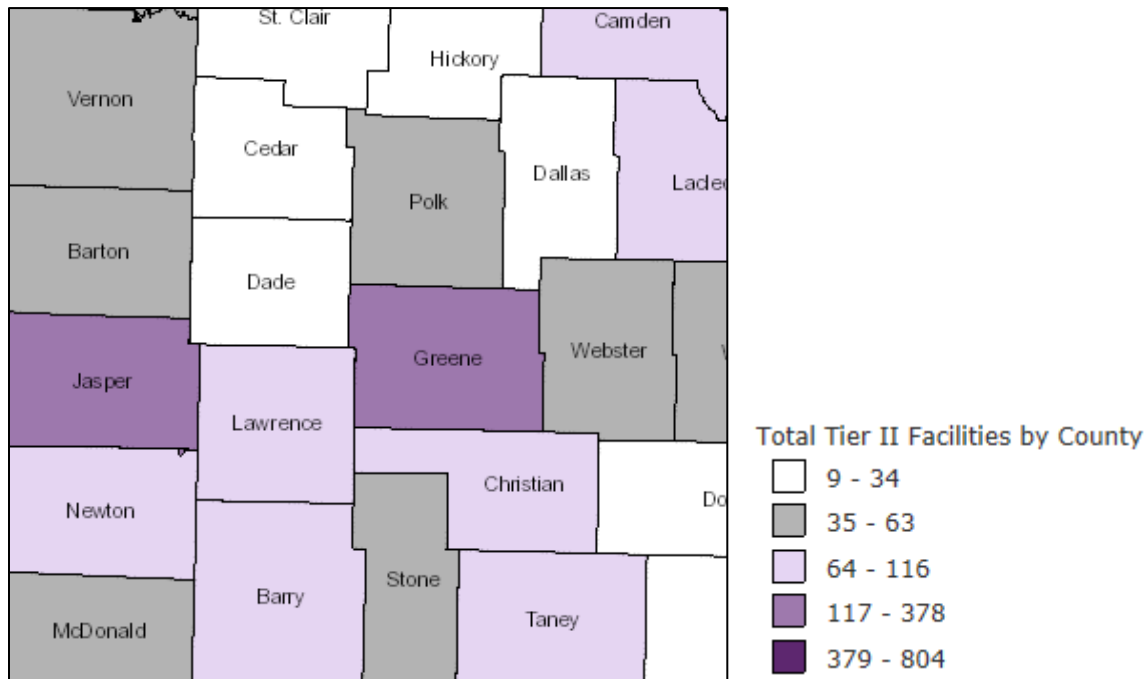 St. Clair
Camden
Hickory
Vernon
Cedar
Dallas
Polk
Barton
Dade
Greene
Webster
Jasper
Lawrence
Christian
Newton
Stone
Barry
Taney
McDonald
Total Tier II Facilities by County
9 - 34
35 - 63
64 - 116
117 - 378
379 - 804